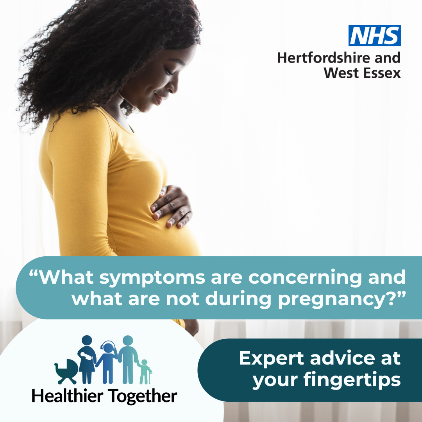 NHS
Hertfordshire and
West Essex
“What symptoms are concerning and
what are not during pregnancy?”
Expert advice at
your fingertips
Healthier Together